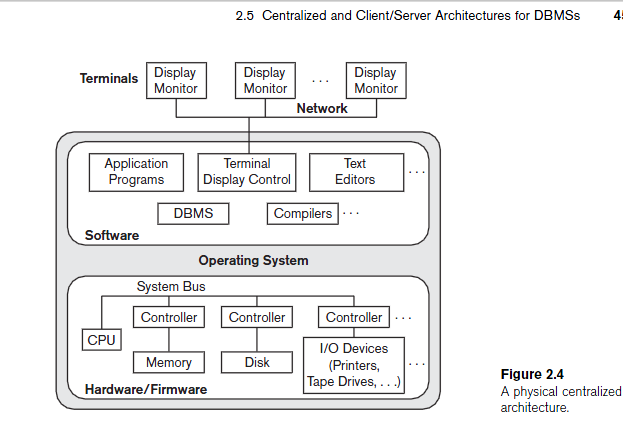 2.5 Centralized and Client/Server Architectures for DBMSs
Terminals
Display
Monitor
Display
Monitor
. . .
Display
Monitor
Network
Application
Programs
Terminal
Display Control
Text
Editors
. . .
DBMS
Compilers
. . .
Software
Operating System
System Bus
Controller
Controller
Controller
. . .
CPU
Memory
Disk
I/O Devices
(Printers,
Tape Drives, . . .)
. . .
Hardware/Firmware
Figure 2.4
A physical centralized
architecture.